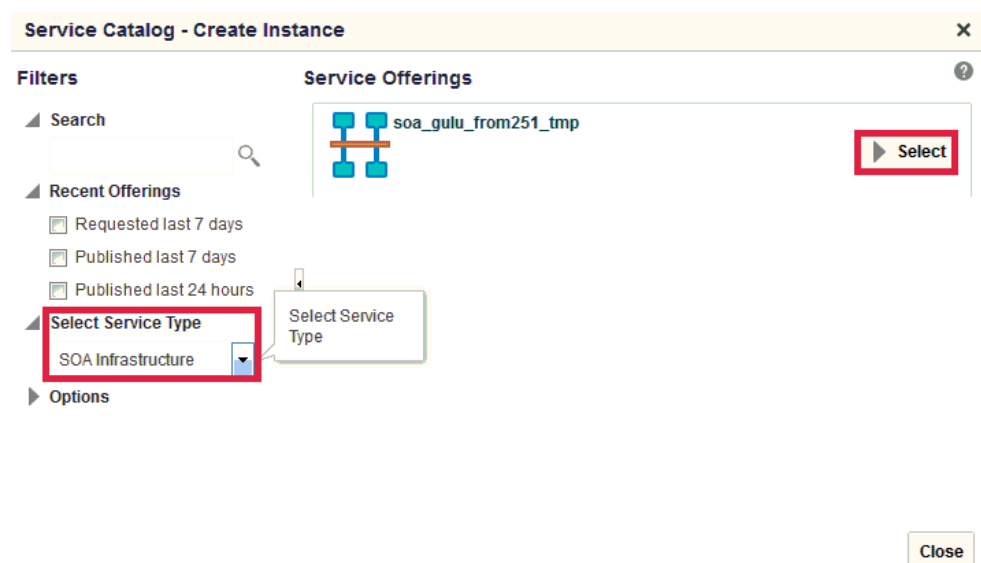 Service Catalog - Create Instance
Filters
Service Offerings
Search
soa_gulu_from251_tmp
Select
Recent Offerings
Requested last 7 days
Published last 7 days
Published last 24 hours
Select Service Type
SOA Infrastructure
Select Service
Type
Options
Close